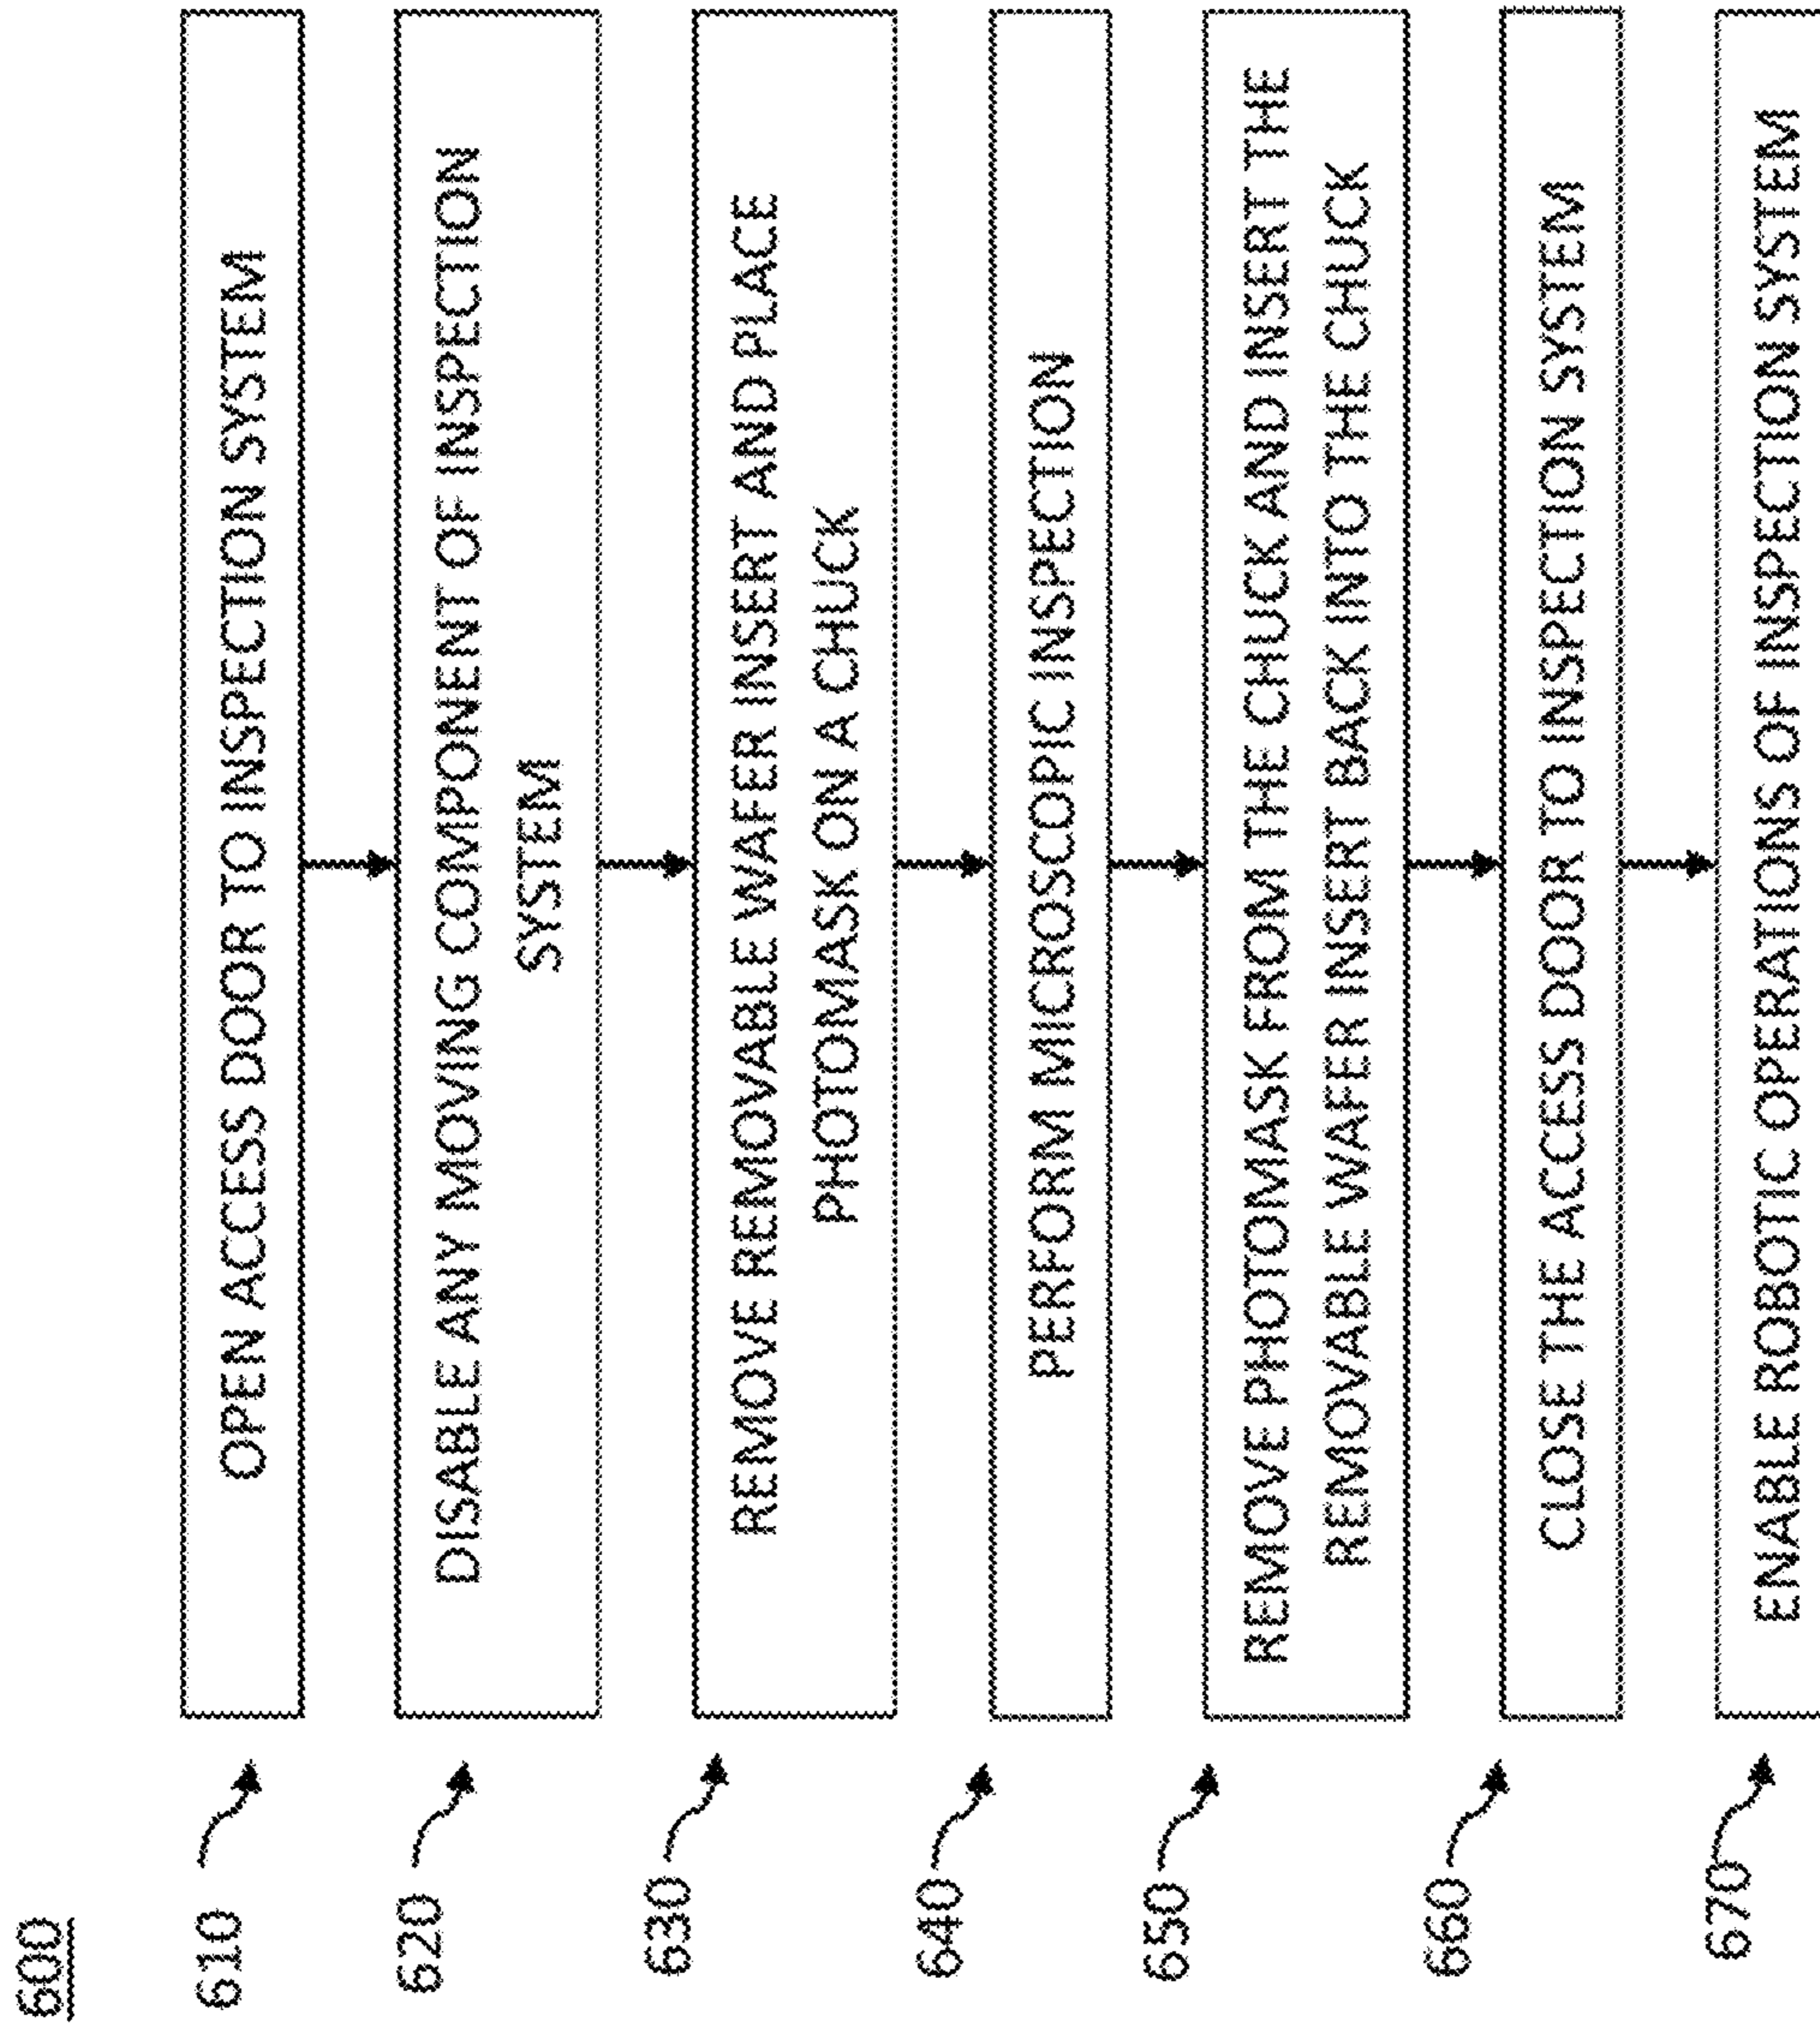 600
610
OPEN ACCESS DOOR TO INSPECTION SYSTEM
620
DISABLE ANY MOVING COMPONENT OF INSPECTION
SYSTEM
630
REMOVE REMOVABLE WAFER INSERT AND PLACE
PHOTOMASK ON A CHUCK
640
PERFORM MICROSCOPIC INSPECTION
650
REMOVE PHOTOMASK FROM THE CHUCK AND INSERT THE
REMOVABLE WAFER INSERT BACK INTO THE CHUCK
660
CLOSE THE ACCESS DOOR TO INSPECTION SYSTEM
670
ENABLE ROBOTIC OPERATIONS OF INSPECTION SYSTEM